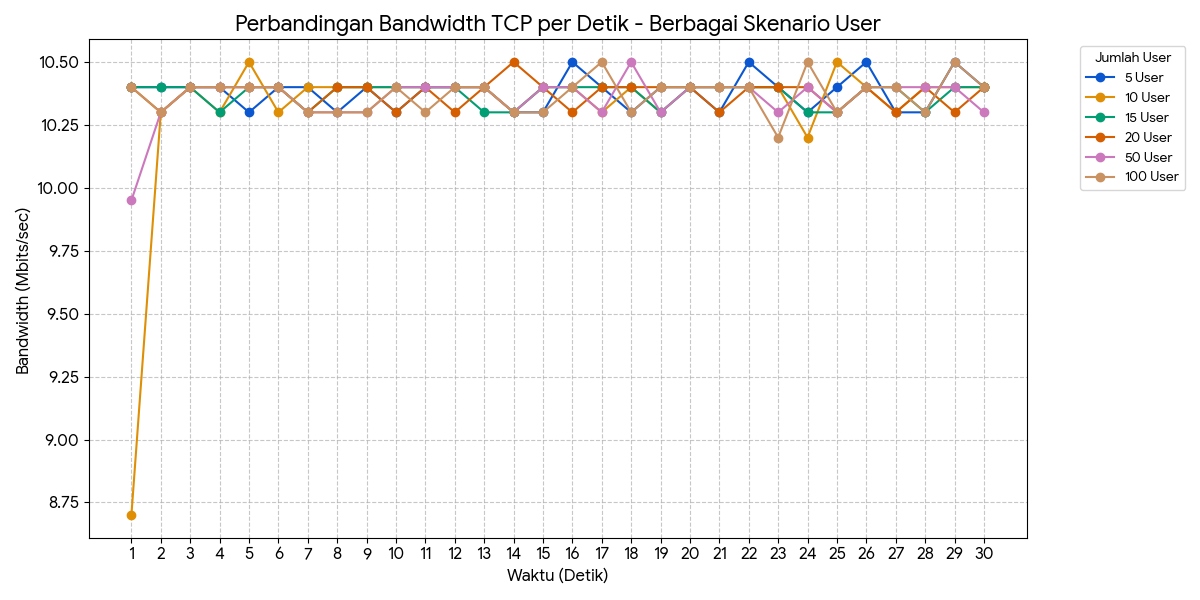 Perbandingan Bandwidth TCP per Detik - Berbagai Skenario User
Bandwidth (Mbits/sec)
10.50
10.25
10.00
9.75
9.50
9.25
9.00
8.75
1 2 3 4 5 6 7 8 9 10 11 12 13 14 15 16 17 18 19 20 21 22 23 24 25 26 27 28 29 30
Waktu (Detik)
Jumlah User
5 User
10 User
15 User
20 User
50 User
100 User